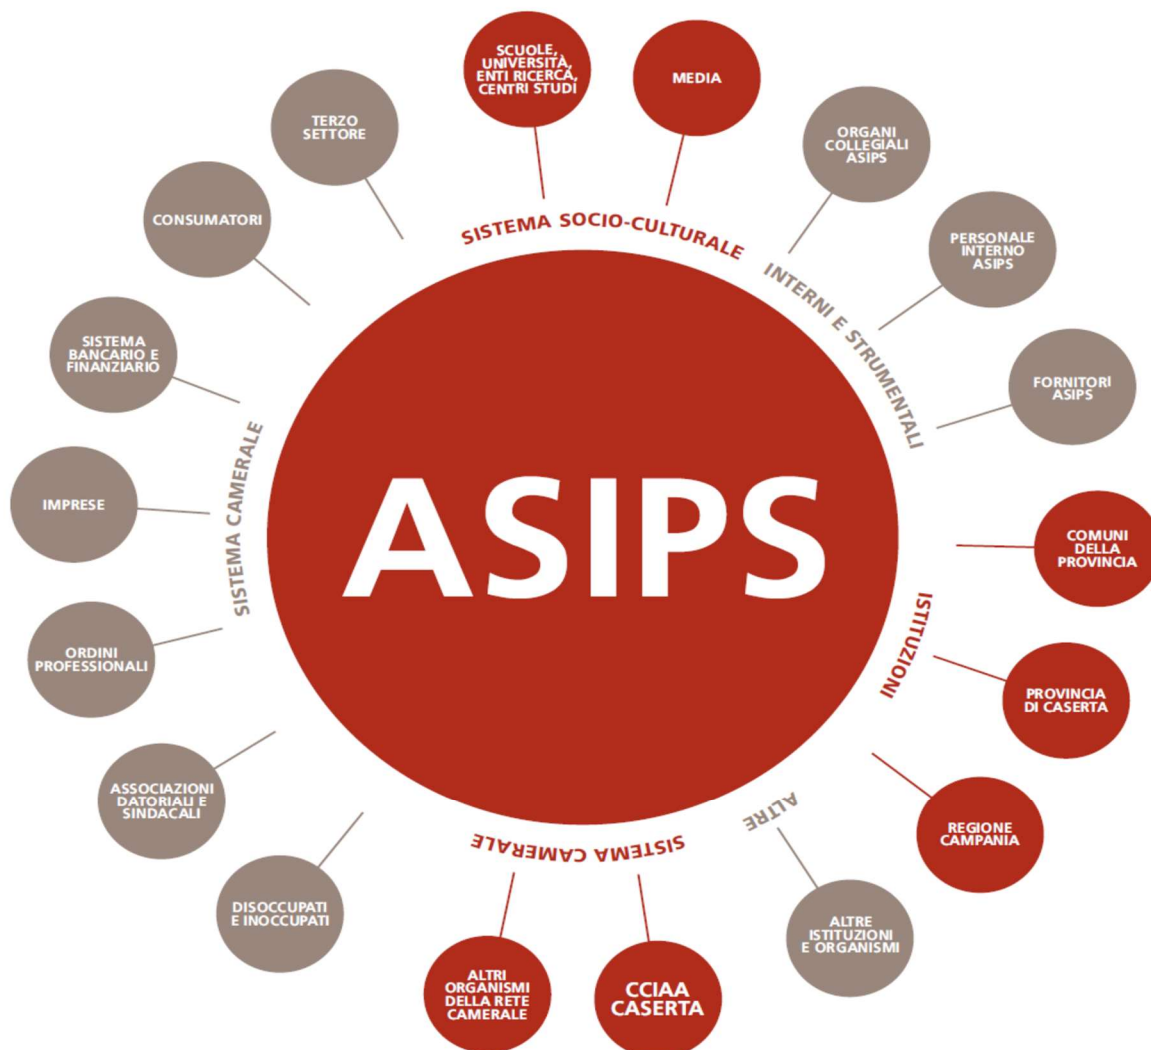 SCUOLE,
UNIVERSITÀ,
ENTI RICERCA,
CENTRI STUDI
MEDIA
ORGANI
COLLEGIALI
ASIPS
PERSONALE
INTERNO
ASIPS
FORNITORI
ASIPS
COMUNI
DELLA
PROVINCIA
PROVINCIA
DI CASERTA
REGIONE
CAMPANIA
ALTRE
ISTITUZIONI
E ORGANISMI
CCIAA
CASERTA
ALTRI
ORGANISMI
DELLA RETE
CAMERALE
DISOCCUPATI
E INOCCUPATI
ASSOCIAZIONI
DATORIALI E
SINDACALI
ORDINI
PROFESSIONALI
IMPRESE
SISTEMA
BANCARIO E
FINANZIARIO
CONSUMATORI
TERZO
SETTORE
SISTEMA SOCIO-CULTURALE
INTERNI E STRUMENTALI
ISTITUZIONI
ALTRE
SISTEMA CAMERALE
SISTEMA CAMERALE
ASIPS